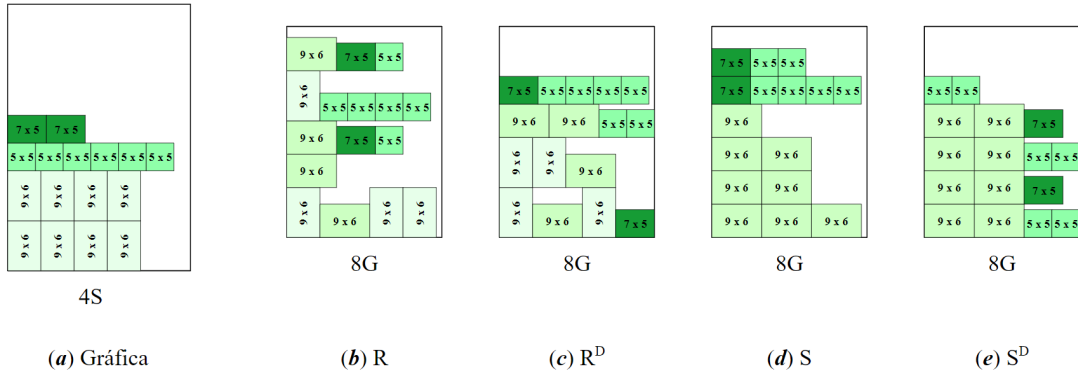 7 x 5 7 x 5
5 x 5 5 x 5 5 x 5 5 x 5 5 x 5 5 x 5
9 x 6 9 x 6 9 x 6 9 x 6
9 x 6 9 x 6 9 x 6 9 x 6
4S
(a) Gráfica
9 x 6 7 x 5 5 x 5
9 x 6
5 x 5 5 x 5 5 x 5 5 x 5
9 x 6 7 x 5 5 x 5
9 x 6
9 x 6 9 x 6 9 x 6 9 x 6
8G
(b) R
7 x 5 5 x 5 5 x 5 5 x 5 5 x 5
9 x 6 9 x 6 5 x 5 5 x 5
9 x 6 9 x 6 9 x 6
9 x 6 9 x 6 9 x 6 7 x 5
8G
(c) R^D
7 x 5 5 x 5 5 x 5
7 x 5 5 x 5 5 x 5 5 x 5 5 x 5
9 x 6
9 x 6 9 x 6
9 x 6 9 x 6
9 x 6 9 x 6 9 x 6
8G
(d) S
5 x 5 5 x 5
9 x 6 9 x 6 7 x 5
9 x 6 9 x 6 5 x 5 5 x 5
9 x 6 9 x 6 7 x 5
9 x 6 9 x 6 5 x 5 5 x 5
8G
(e) S^D